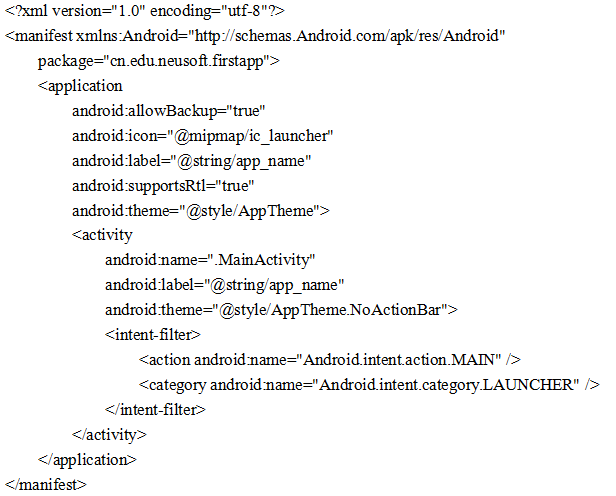 <?xml version="1.0" encoding="utf-8"?>
<manifest xmlns:Android="http://schemas.Android.com/apk/res/Android"
package="cn.edu.neusoft.firstapp">
<application
android:allowBackup="true"
android:icon="@mipmap/ic_launcher"
android:label="@string/app_name"
android:supportsRtl="true"
android:theme="@style/AppTheme">
<activity
android:name=".MainActivity"
android:label="@string/app_name"
android:theme="@style/AppTheme.NoActionBar">
<intent-filter>
<action android:name="Android.intent.action.MAIN" />
<category android:name="Android.intent.category.LAUNCHER" />
</intent-filter>
</activity>
</application>
</manifest>